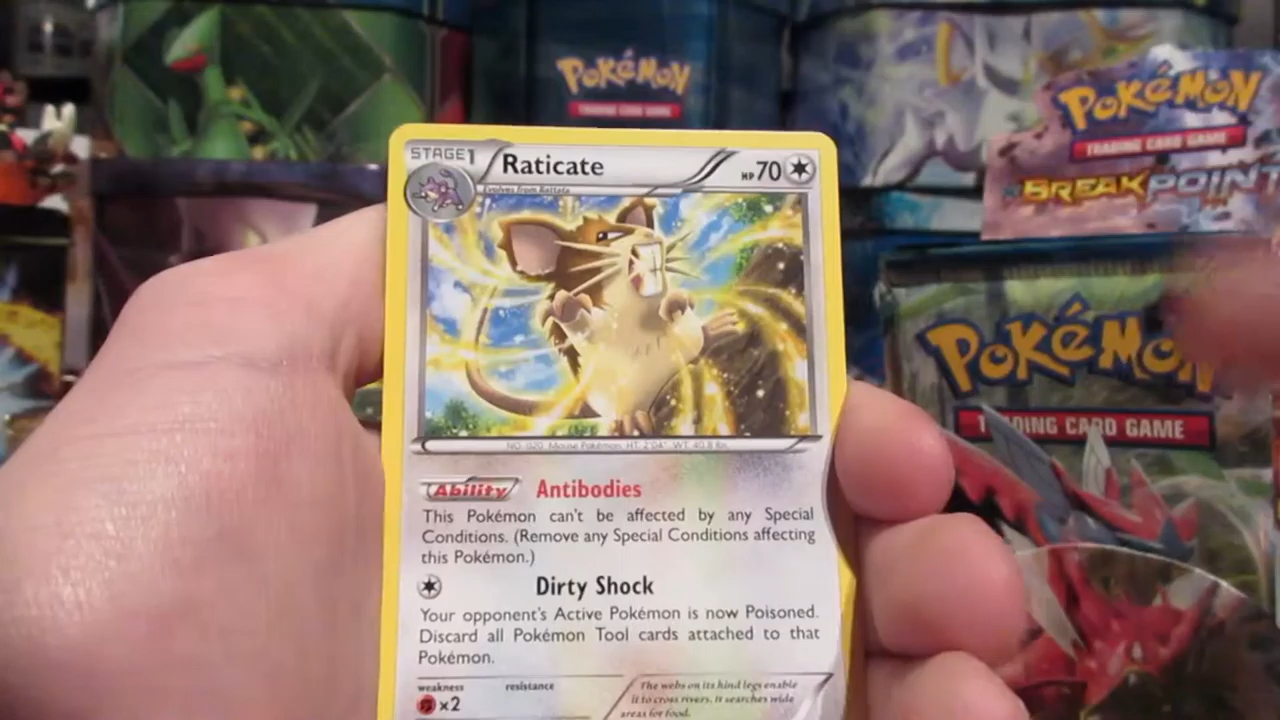 POKéMON
TRADING CARD GAME
POKéMON
TRADING CARD GAME
BREAKPOINT
POKéMON
TRADING CARD GAME
STAGE1
Raticate
HP70
Evolves from Rattata
NO. 020 Mouse Pokémon HT: 2'04" WT: 40.8 lbs.
Ability Antibodies
This Pokémon can't be affected by any Special
Conditions. (Remove any Special Conditions affecting
this Pokémon.)
Dirty Shock
Your opponent's Active Pokémon is now Poisoned.
Discard all Pokémon Tool cards attached to that
Pokémon.
weakness resistance
×2
The webs on its hind legs enable
it to cross rivers. It searches wide
areas for food.